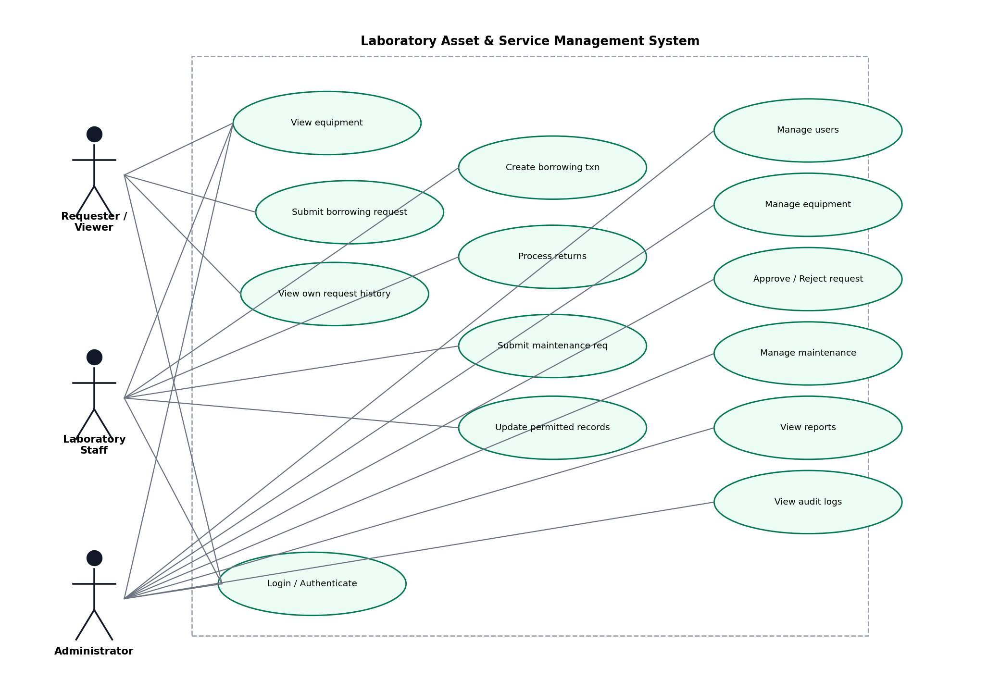 Laboratory Asset & Service Management System
Requester /
Viewer
Laboratory
Staff
Administrator
View equipment
Submit borrowing request
View own request history
Login / Authenticate
Create borrowing txn
Process returns
Submit maintenance req
Update permitted records
Manage users
Manage equipment
Approve / Reject request
Manage maintenance
View reports
View audit logs